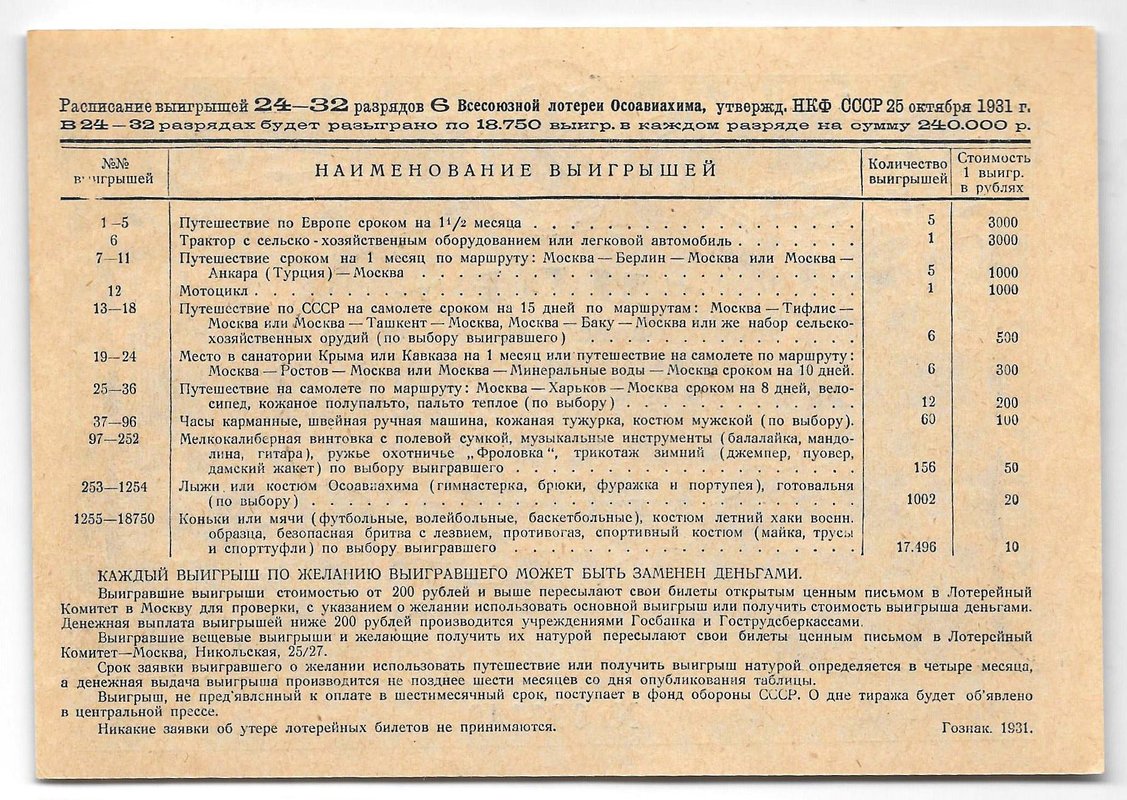 Расписание выигрышей 24—32 разрядов 6 Всесоюзной лотереи Осоавиахима, утвержд. НКФ СССР 25 октября 1931 г.
В 24—32 разрядах будет разыграно по 18.750 выигр. в каждом разряде на сумму 240.000 р.
№№ выигрышей НАИМЕНОВАНИЕ ВЫИГРЫШЕЙ Количество выигрышей Стоимость 1 выигр. в рублях
1—5 Путешествие по Европе сроком на 1 1/2 месяца . . . 5 3000
6 Трактор с сельско-хозяйственным оборудованием или легковой автомобиль . . . 1 3000
7—11 Путешествие сроком на 1 месяц по маршруту: Москва—Берлин—Москва или Москва—
Анкара (Турция)—Москва . . . 5 1000
12 Мотоцикл . . . 1 1000
13—18 Путешествие по СССР на самолете сроком на 15 дней по маршрутам: Москва—Тифлис—
Москва или Москва—Ташкент—Москва, Москва—Баку—Москва или же набор сельско-
хозяйственных орудий (по выбору выигравшего) . . . 6 500
19—24 Место в санатории Крыма или Кавказа на 1 месяц или путешествие на самолете по маршруту:
Москва—Ростов—Москва или Москва—Минеральные воды—Москва сроком на 10 дней. 6 300
25—36 Путешествие на самолете по маршруту: Москва—Харьков—Москва сроком на 8 дней, вело-
сипед, кожаное полупальто, пальто теплое (по выбору) . . . 12 200
37—96 Часы карманные, швейная ручная машина, кожаная тужурка, костюм мужской (по выбору). 60 100
97—252 Мелкокалиберная винтовка с полевой сумкой, музыкальные инструменты (балалайка, мандо-
лина, гитара), ружье охотничье „Фроловка“, трикотаж зимний (джемпер, пуовер,
дамский жакет) по выбору выигравшего . . . 156 50
253—1254 Лыжи или костюм Осоавиахима (гимнастерка, брюки, фуражка и портупея), готовальня
(по выбору) . . . 1002 20
1255—18750 Коньки или мячи (футбольные, волейбольные, баскетбольные), костюм летний хаки военн.
образца, безопасная бритва с лезвием, противогаз, спортивный костюм (майка, трусы
и спорттуфли) по выбору выигравшего . . . 17.496 10
КАЖДЫЙ ВЫИГРЫШ ПО ЖЕЛАНИЮ ВЫИГРАВШЕГО МОЖЕТ БЫТЬ ЗАМЕНЕН ДЕНЬГАМИ.
Выигравшие выигрыши стоимостью от 200 рублей и выше пересылают свои билеты открытым ценным письмом в Лотерейный
Комитет в Москву для проверки, с указанием о желании использовать основной выигрыш или получить стоимость выигрыша деньгами.
Денежная выплата выигрышей ниже 200 рублей производится учреждениями Госбанка и Гострудсберкассами.
Выигравшие вещевые выигрыши и желающие получить их натурой пересылают свои билеты ценным письмом в Лотерейный
Комитет—Москва, Никольская, 25/27.
Срок заявки выигравшего о желании использовать путешествие или получить выигрыш натурой определяется в четыре месяца,
а денежная выдача выигрыша производится не позднее шести месяцев со дня опубликования таблицы.
Выигрыш, не пред'явленный к оплате в шестимесячный срок, поступает в фонд обороны СССР. О дне тиража будет об'явлено
в центральной прессе.
Никакие заявки об утере лотерейных билетов не принимаются. Гознак. 1931.